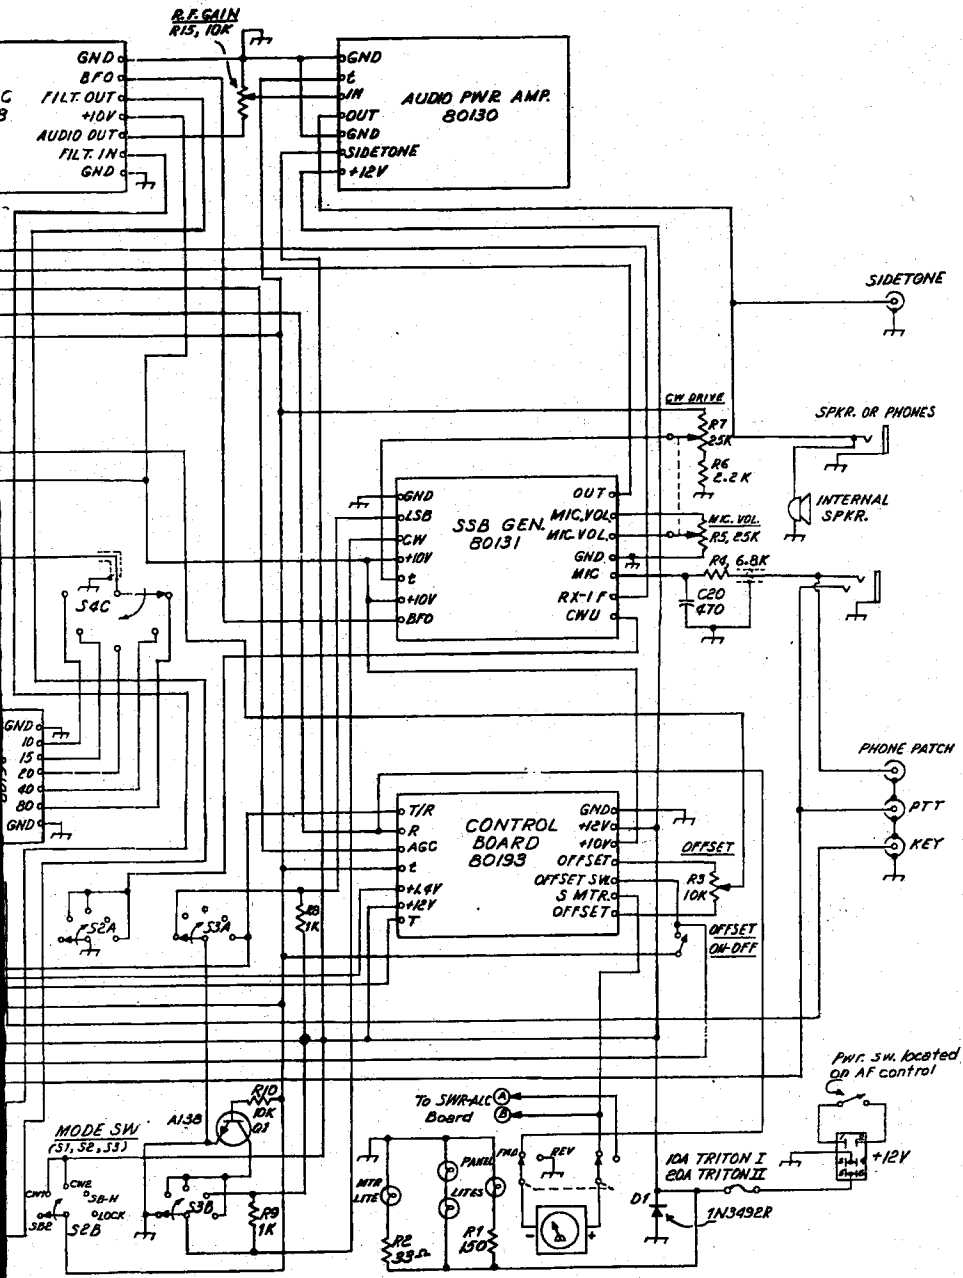 R.F. GAIN
R15, 10K
GND
BFO
FILT. OUT
+10V
AUDIO OUT
FILT. IN
GND
C
GND
t
IN
OUT
GND
SIDETONE
+12V
AUDIO PWR AMP.
80130
SIDETONE
CW DRIVE
R7
25K
R6
2.2K
SPKR. OR PHONES
INTERNAL
SPKR.
GND
LSB
CW
+10V
t
+10V
BFO
SSB GEN.
80131
OUT
MIC.VOL
MIC.VOL
GND
MIC
RX-IF
CWU
MIC. VOL.
R5, 25K
R4, 6.8K
C20
470
S4C
GND
10
15
20
40
80
GND
PHONE PATCH
PTT
KEY
T/R
R
AGC
t
+1.4V
+12V
T
CONTROL
BOARD
80193
GND
+12V
+10V
OFFSET
OFFSET SW.
S MTR.
OFFSET
OFFSET
R3
10K
OFFSET
ON-OFF
S2A
S3A
R8
1K
Pwr. sw. located
on AF control
+12V
R10
10K
A13B
Q1
MODE SW
(S1, S2, S3)
CW1
CW2
SB-H
LOCK
SB2
S2B
S3B
R9
1K
To SWR-ALC
Board
A
B
MTR
LITE
PANEL
LITES
R2
33Ω
R1
150
FWD
REV
-
+
10A TRITON I
20A TRITON II
D1
1N3492R